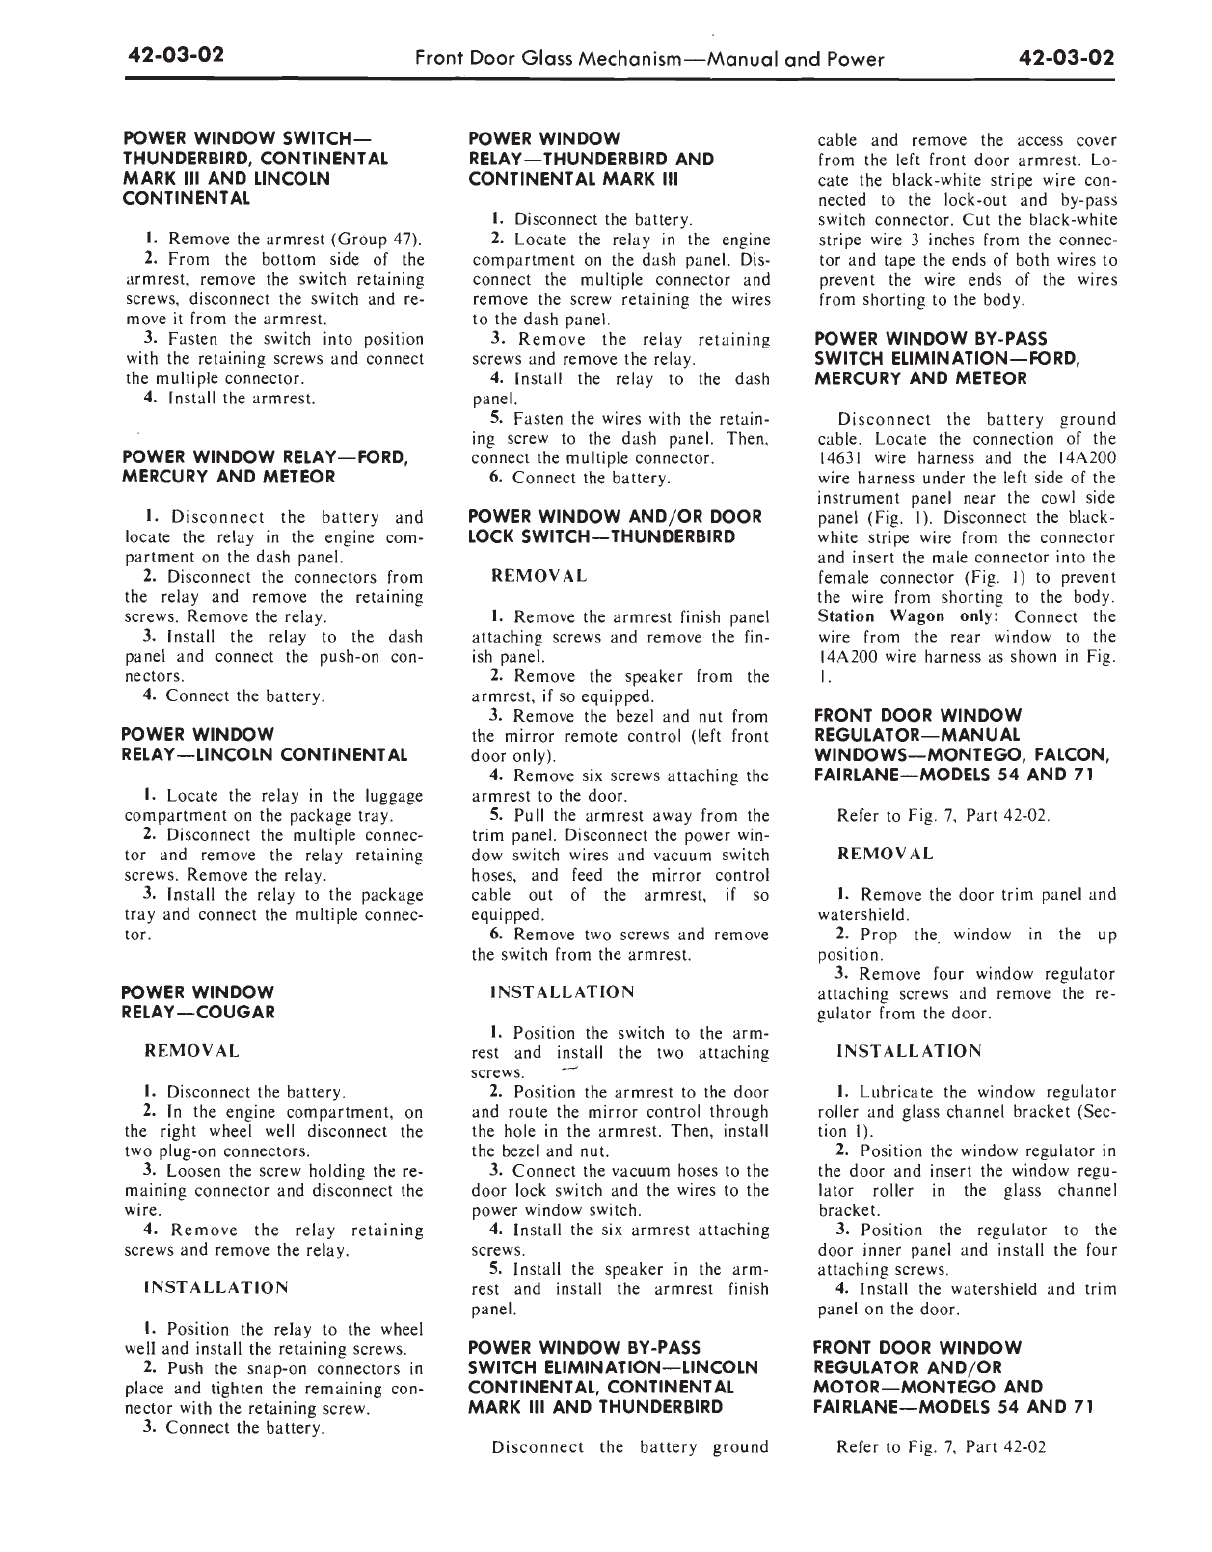 42-03-02 Front Door Glass Mechanism—Manual and Power 42-03-02
POWER WINDOW SWITCH—
THUNDERBIRD, CONTINENTAL
MARK III AND LINCOLN
CONTINENTAL
1. Remove the armrest (Group 47).
2. From the bottom side of the
armrest, remove the switch retaining
screws, disconnect the switch and re-
move it from the armrest.
3. Fasten the switch into position
with the retaining screws and connect
the multiple connector.
4. Install the armrest.
POWER WINDOW RELAY—FORD,
MERCURY AND METEOR
1. Disconnect the battery and
locate the relay in the engine com-
partment on the dash panel.
2. Disconnect the connectors from
the relay and remove the retaining
screws. Remove the relay.
3. Install the relay to the dash
panel and connect the push-on con-
nectors.
4. Connect the battery.
POWER WINDOW
RELAY—LINCOLN CONTINENTAL
1. Locate the relay in the luggage
compartment on the package tray.
2. Disconnect the multiple connec-
tor and remove the relay retaining
screws. Remove the relay.
3. Install the relay to the package
tray and connect the multiple connec-
tor.
POWER WINDOW
RELAY—COUGAR
REMOVAL
1. Disconnect the battery.
2. In the engine compartment, on
the right wheel well disconnect the
two plug-on connectors.
3. Loosen the screw holding the re-
maining connector and disconnect the
wire.
4. Remove the relay retaining
screws and remove the relay.
INSTALLATION
1. Position the relay to the wheel
well and install the retaining screws.
2. Push the snap-on connectors in
place and tighten the remaining con-
nector with the retaining screw.
3. Connect the battery.
POWER WINDOW
RELAY—THUNDERBIRD AND
CONTINENTAL MARK III
1. Disconnect the battery.
2. Locate the relay in the engine
compartment on the dash panel. Dis-
connect the multiple connector and
remove the screw retaining the wires
to the dash panel.
3. Remove the relay retaining
screws and remove the relay.
4. Install the relay to the dash
panel.
5. Fasten the wires with the retain-
ing screw to the dash panel. Then,
connect the multiple connector.
6. Connect the battery.
POWER WINDOW AND/OR DOOR
LOCK SWITCH—THUNDERBIRD
REMOVAL
1. Remove the armrest finish panel
attaching screws and remove the fin-
ish panel.
2. Remove the speaker from the
armrest, if so equipped.
3. Remove the bezel and nut from
the mirror remote control (left front
door only).
4. Remove six screws attaching the
armrest to the door.
5. Pull the armrest away from the
trim panel. Disconnect the power win-
dow switch wires and vacuum switch
hoses, and feed the mirror control
cable out of the armrest, if so
equipped.
6. Remove two screws and remove
the switch from the armrest.
INSTALLATION
1. Position the switch to the arm-
rest and install the two attaching
screws.
2. Position the armrest to the door
and route the mirror control through
the hole in the armrest. Then, install
the bezel and nut.
3. Connect the vacuum hoses to the
door lock switch and the wires to the
power window switch.
4. Install the six armrest attaching
screws.
5. Install the speaker in the arm-
rest and install the armrest finish
panel.
POWER WINDOW BY-PASS
SWITCH ELIMINATION—LINCOLN
CONTINENTAL, CONTINENTAL
MARK III AND THUNDERBIRD
Disconnect the battery ground
cable and remove the access cover
from the left front door armrest. Lo-
cate the black-white stripe wire con-
nected to the lock-out and by-pass
switch connector. Cut the black-white
stripe wire 3 inches from the connec-
tor and tape the ends of both wires to
prevent the wire ends of the wires
from shorting to the body.
POWER WINDOW BY-PASS
SWITCH ELIMINATION—FORD,
MERCURY AND METEOR
Disconnect the battery ground
cable. Locate the connection of the
14631 wire harness and the 14A200
wire harness under the left side of the
instrument panel near the cowl side
panel (Fig. 1). Disconnect the black-
white stripe wire from the connector
and insert the male connector into the
female connector (Fig. 1) to prevent
the wire from shorting to the body.
Station Wagon only: Connect the
wire from the rear window to the
14A200 wire harness as shown in Fig.
1.
FRONT DOOR WINDOW
REGULATOR—MANUAL
WINDOWS—MONTEGO, FALCON,
FAIRLANE—MODELS 54 AND 71
Refer to Fig. 7, Part 42-02.
REMOVAL
1. Remove the door trim panel and
watershield.
2. Prop the window in the up
position.
3. Remove four window regulator
attaching screws and remove the re-
gulator from the door.
INSTALLATION
1. Lubricate the window regulator
roller and glass channel bracket (Sec-
tion 1).
2. Position the window regulator in
the door and insert the window regu-
lator roller in the glass channel
bracket.
3. Position the regulator to the
door inner panel and install the four
attaching screws.
4. Install the watershield and trim
panel on the door.
FRONT DOOR WINDOW
REGULATOR AND/OR
MOTOR—MONTEGO AND
FAIRLANE—MODELS 54 AND 71
Refer to Fig. 7, Part 42-02